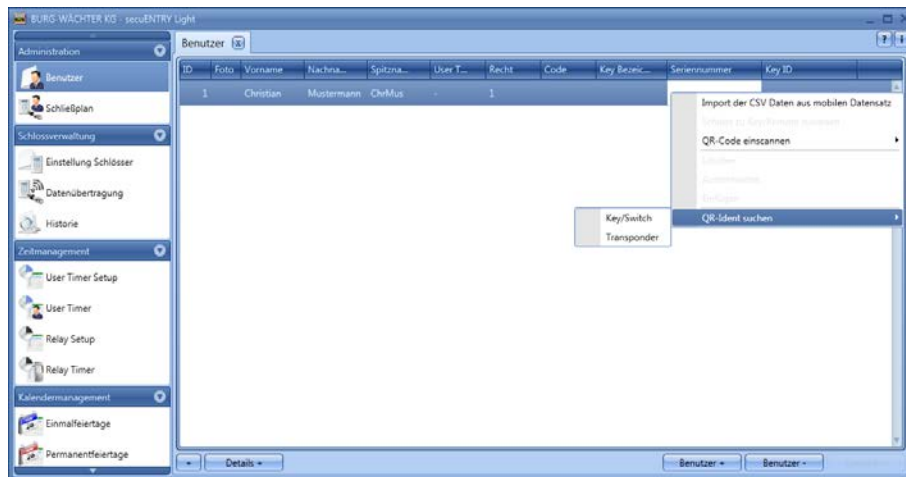 BURG-WÄCHTER KG - secuENTRY Light
Administration
Benutzer
Schließplan
Schlossverwaltung
Einstellung Schlösser
Datenübertragung
Historie
Zeitmanagement
User Timer Setup
User Timer
Relay Setup
Relay Timer
Kalendermanagement
Einmalfeiertage
Permanentfeiertage
Benutzer
ID Foto Vorname Nachna... Spitzna... User T... Recht Code Key Bezeic... Seriennummer Key ID
1 Christian Mustermann ChrMus - 1
Import der CSV Daten aus mobilen Datensatz
QR-Code einscannen
QR-Ident suchen
Key/Switch
Transponder
Details +
Benutzer + Benutzer -